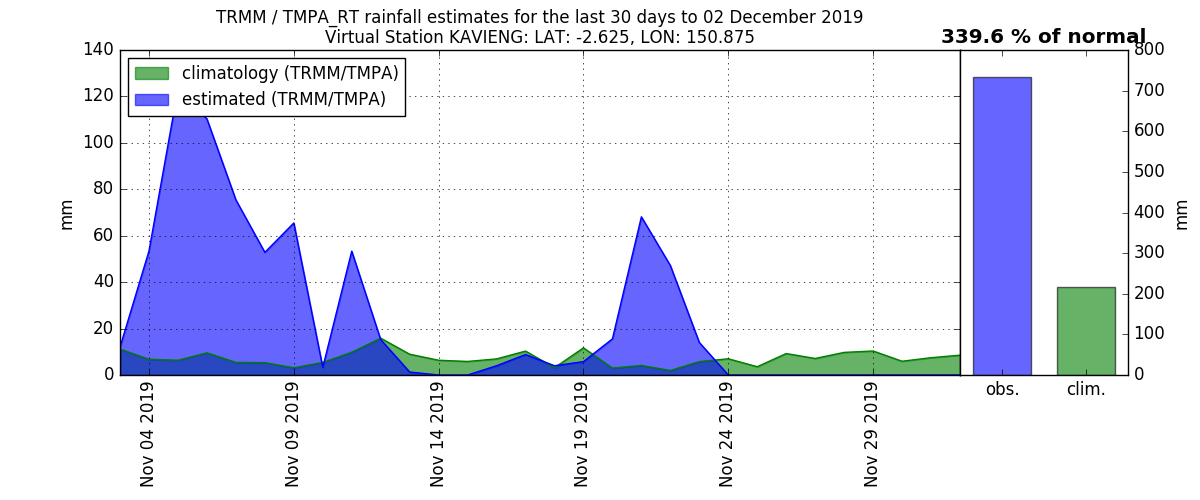 TRMM / TMPA_RT rainfall estimates for the last 30 days to 02 December 2019
Virtual Station KAVIENG: LAT: -2.625, LON: 150.875
339.6 % of normal
climatology (TRMM/TMPA)
estimated (TRMM/TMPA)
mm
140
120
100
80
60
40
20
0
Nov 04 2019
Nov 09 2019
Nov 14 2019
Nov 19 2019
Nov 24 2019
Nov 29 2019
800
700
600
500
400
300
200
100
0
mm
obs.
clim.